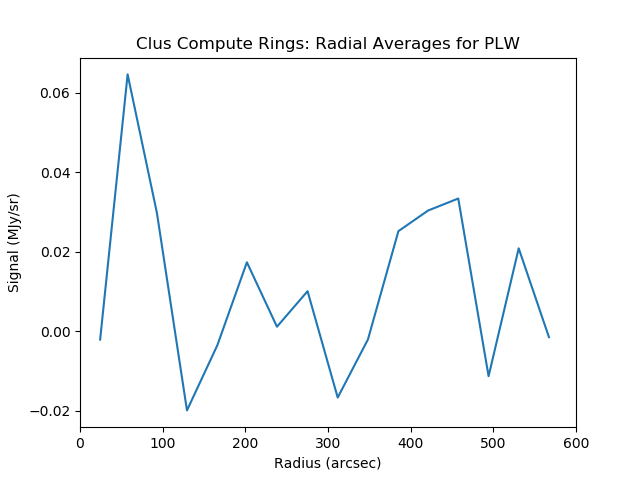 Clus Compute Rings: Radial Averages for PLW
Signal (MJy/sr)
0.06
0.04
0.02
0.00
−0.02
0 100 200 300 400 500 600
Radius (arcsec)